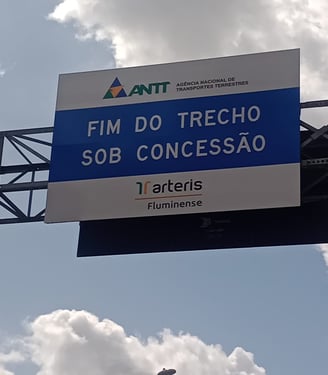 ANTT AGÊNCIA NACIONAL DE
TRANSPORTES TERRESTRES
FIM DO TRECHO
SOB CONCESSÃO
arteris
Fluminense